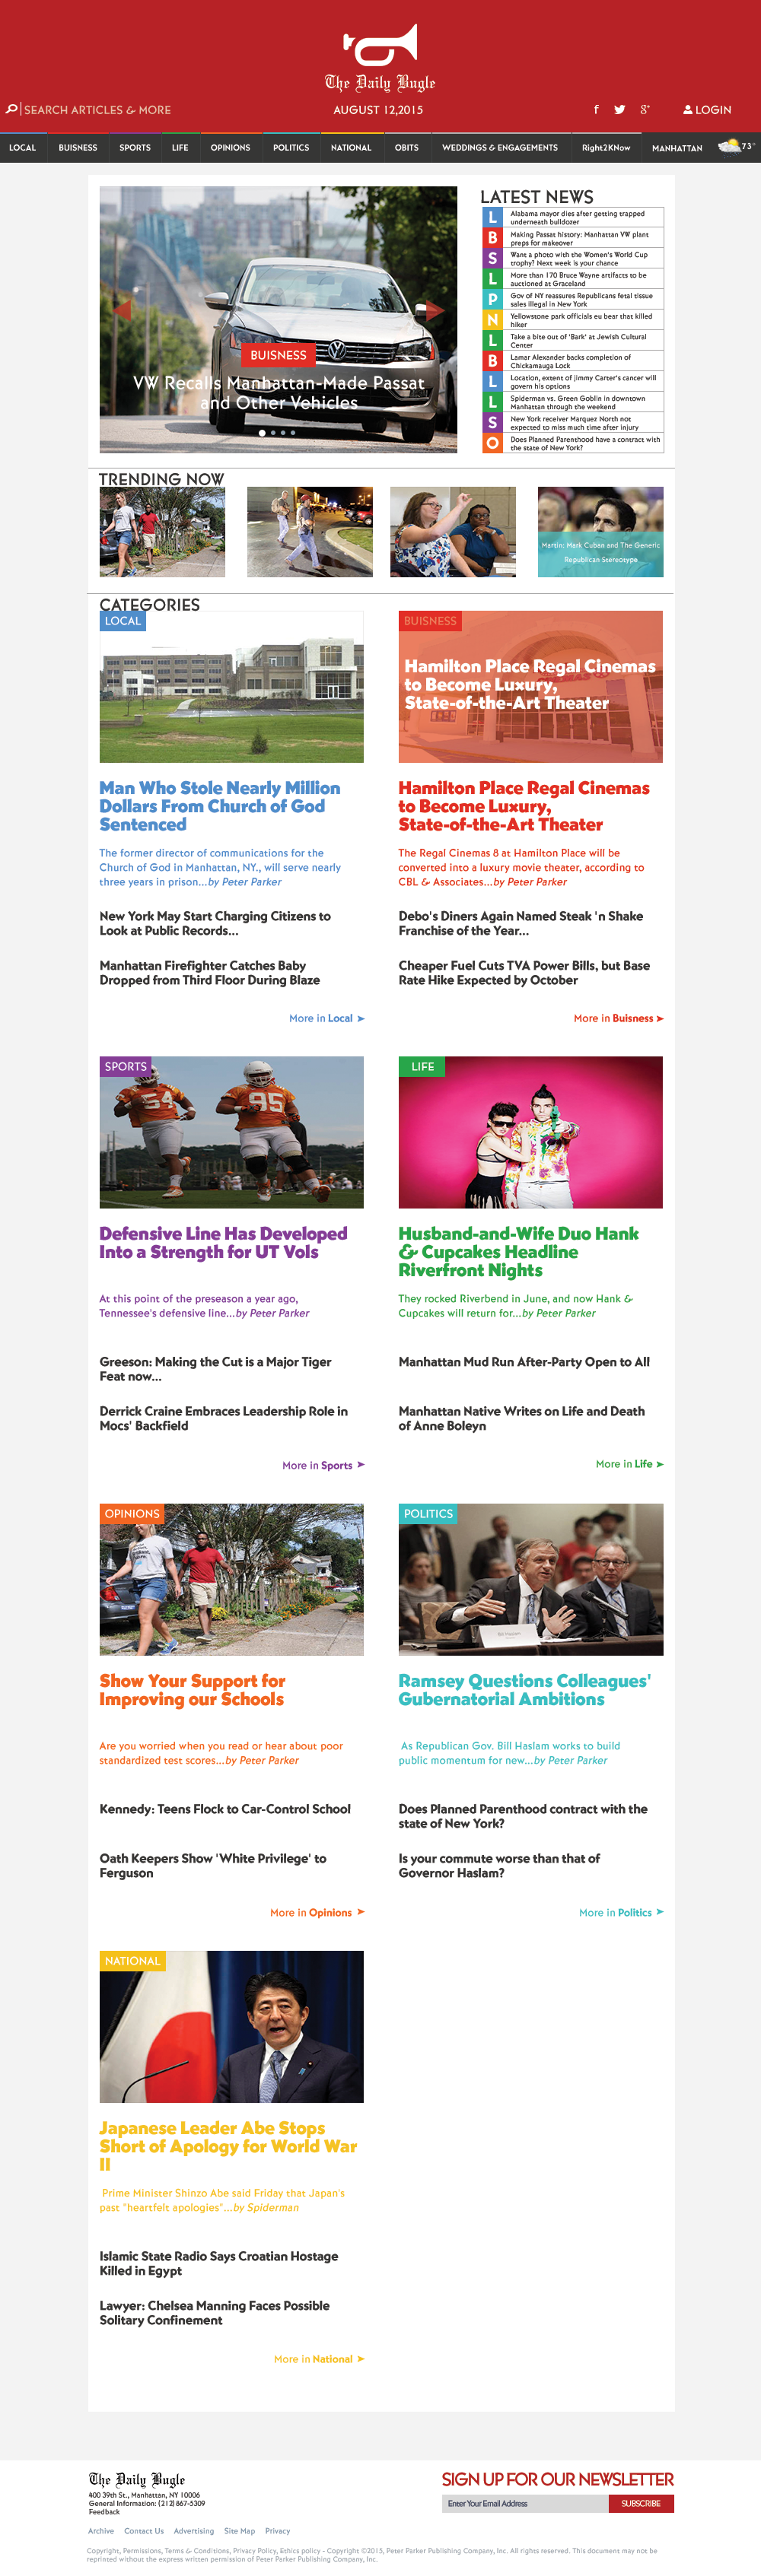 The Daily Bugle
SEARCH ARTICLES & MORE
AUGUST 12,2015
f
g+
LOGIN
LOCAL
BUISNESS
SPORTS
LIFE
OPINIONS
POLITICS
NATIONAL
OBITS
WEDDINGS & ENGAGEMENTS
Right2KNow
MANHATTAN
73°
BUISNESS
VW Recalls Manhattan-Made Passat
and Other Vehicles
LATEST NEWS
L
Alabama mayor dies after getting trapped
underneath bulldozer
B
Making Passat history: Manhattan VW plant
preps for makeover
S
Want a photo with the Women's World Cup
trophy? Next week is your chance
L
More than 170 Bruce Wayne artifacts to be
auctioned at Graceland
P
Gov of NY reassures Republicans fetal tissue
sales illegal in New York
N
Yellowstone park officials eu bear that killed
hiker
L
Take a bite out of 'Bark' at Jewish Cultural
Center
B
Lamar Alexander backs completion of
Chickamauga Lock
L
Location, extent of jimmy Carter's cancer will
govern his options
L
Spiderman vs. Green Goblin in downtown
Manhattan through the weekend
S
New York receiver Marquez North not
expected to miss much time after injury
O
Does Planned Parenthood have a contract with
the state of New York?
TRENDING NOW
Martin: Mark Cuban and The Generic
Republican Stereotype
CATEGORIES
LOCAL
Man Who Stole Nearly Million
Dollars From Church of God
Sentenced
The former director of communications for the
Church of God in Manhattan, NY., will serve nearly
three years in prison...by Peter Parker
New York May Start Charging Citizens to
Look at Public Records...
Manhattan Firefighter Catches Baby
Dropped from Third Floor During Blaze
More in Local
BUISNESS
Hamilton Place Regal Cinemas
to Become Luxury,
State-of-the-Art Theater
Hamilton Place Regal Cinemas
to Become Luxury,
State-of-the-Art Theater
The Regal Cinemas 8 at Hamilton Place will be
converted into a luxury movie theater, according to
CBL & Associates...by Peter Parker
Debo's Diners Again Named Steak 'n Shake
Franchise of the Year...
Cheaper Fuel Cuts TVA Power Bills, but Base
Rate Hike Expected by October
More in Buisness
SPORTS
54
95
Defensive Line Has Developed
Into a Strength for UT Vols
At this point of the preseason a year ago,
Tennessee's defensive line...by Peter Parker
Greeson: Making the Cut is a Major Tiger
Feat now...
Derrick Craine Embraces Leadership Role in
Mocs' Backfield
More in Sports
LIFE
Husband-and-Wife Duo Hank
& Cupcakes Headline
Riverfront Nights
They rocked Riverbend in June, and now Hank &
Cupcakes will return for...by Peter Parker
Manhattan Mud Run After-Party Open to All
Manhattan Native Writes on Life and Death
of Anne Boleyn
More in Life
OPINIONS
Show Your Support for
Improving our Schools
Are you worried when you read or hear about poor
standardized test scores...by Peter Parker
Kennedy: Teens Flock to Car-Control School
Oath Keepers Show 'White Privilege' to
Ferguson
More in Opinions
POLITICS
Ramsey Questions Colleagues'
Gubernatorial Ambitions
As Republican Gov. Bill Haslam works to build
public momentum for new...by Peter Parker
Does Planned Parenthood contract with the
state of New York?
Is your commute worse than that of
Governor Haslam?
More in Politics
NATIONAL
Japanese Leader Abe Stops
Short of Apology for World War
II
Prime Minister Shinzo Abe said Friday that Japan's
past "heartfelt apologies"...by Spiderman
Islamic State Radio Says Croatian Hostage
Killed in Egypt
Lawyer: Chelsea Manning Faces Possible
Solitary Confinement
More in National
The Daily Bugle
400 39th St., Manhattan, NY 10006
General Information: (212) 867-5309
Feedback
Archive Contact Us Advertising Site Map Privacy
SIGN UP FOR OUR NEWSLETTER
Enter Your Email Address
SUBSCRIBE
Copyright, Permissions, Terms & Conditions, Privacy Policy, Ethics policy - Copyright ©2015, Peter Parker Publishing Company, Inc. All rights reserved. This document may not be
reprinted without the express written permission of Peter Parker Publishing Company, Inc.